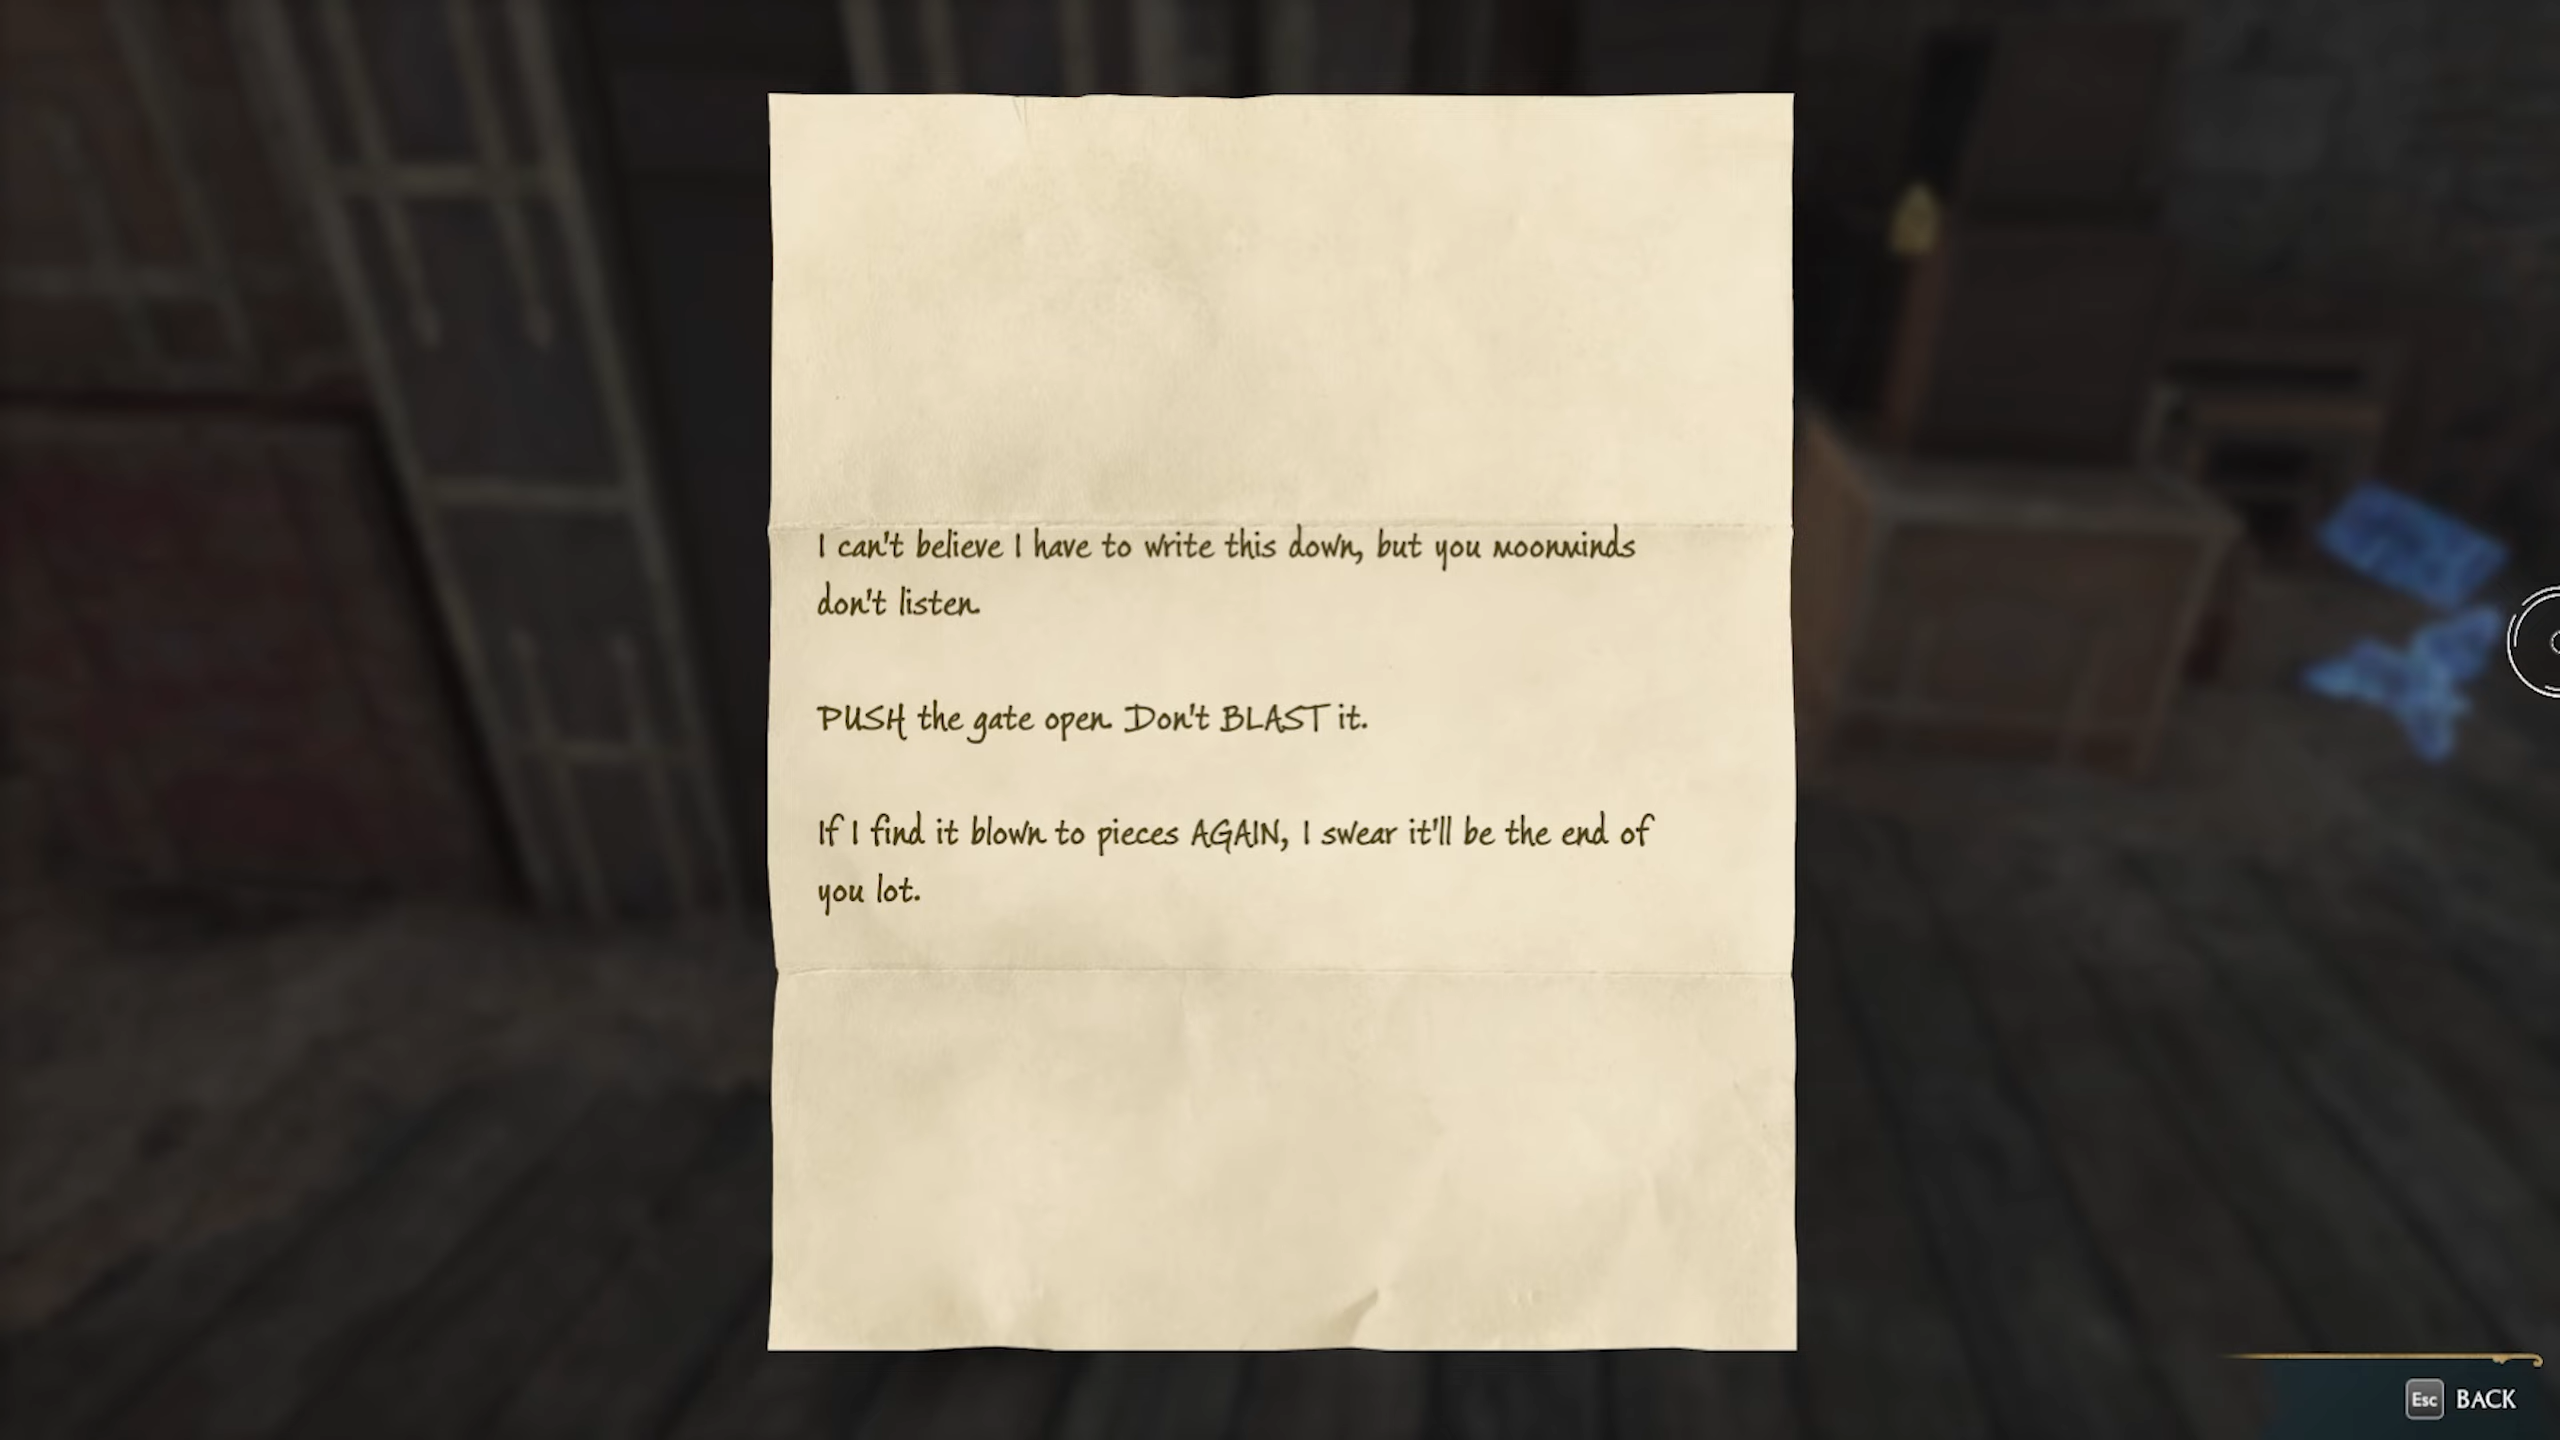 I can't believe I have to write this down, but you moonminds
don't listen.
PUSH the gate open. Don't BLAST it.
If I find it blown to pieces AGAIN, I swear it'll be the end of
you lot.
Esc BACK